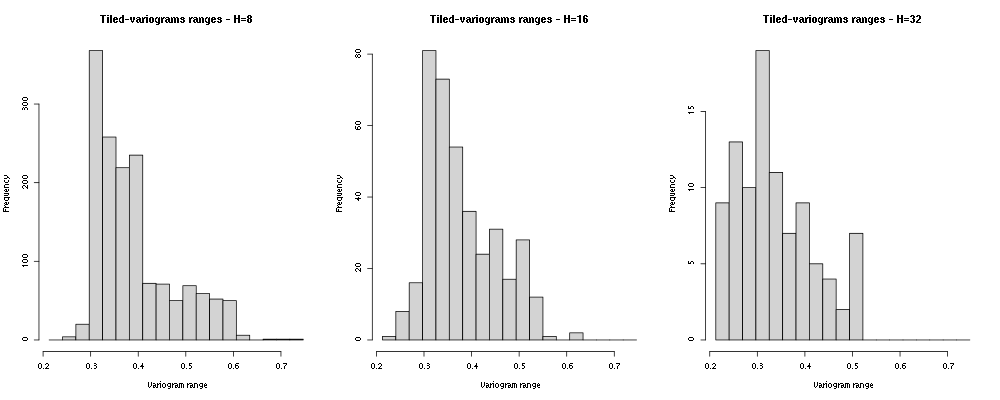 Tiled-variograms ranges - H=8
Tiled-variograms ranges - H=16
Tiled-variograms ranges - H=32
Frequency
0
100
200
300
0.2 0.3 0.4 0.5 0.6 0.7
Variogram range
Frequency
0
20
40
60
80
0.2 0.3 0.4 0.5 0.6 0.7
Variogram range
Frequency
0
5
10
15
0.2 0.3 0.4 0.5 0.6 0.7
Variogram range